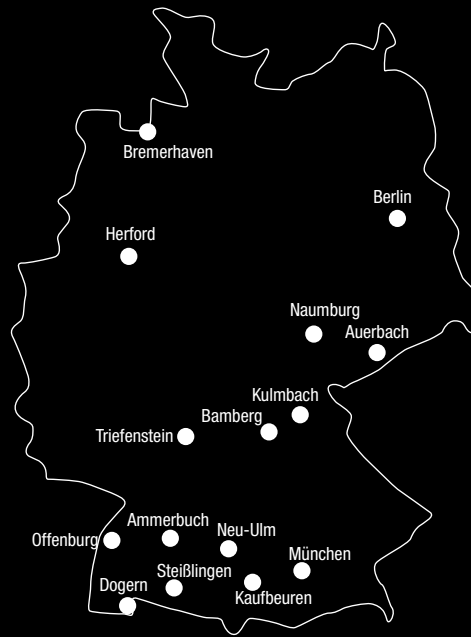 Bremerhaven
Berlin
Herford
Naumburg
Auerbach
Kulmbach
Bamberg
Triefenstein
Ammerbuch
Offenburg
Neu-Ulm
München
Steißlingen
Dogern
Kaufbeuren